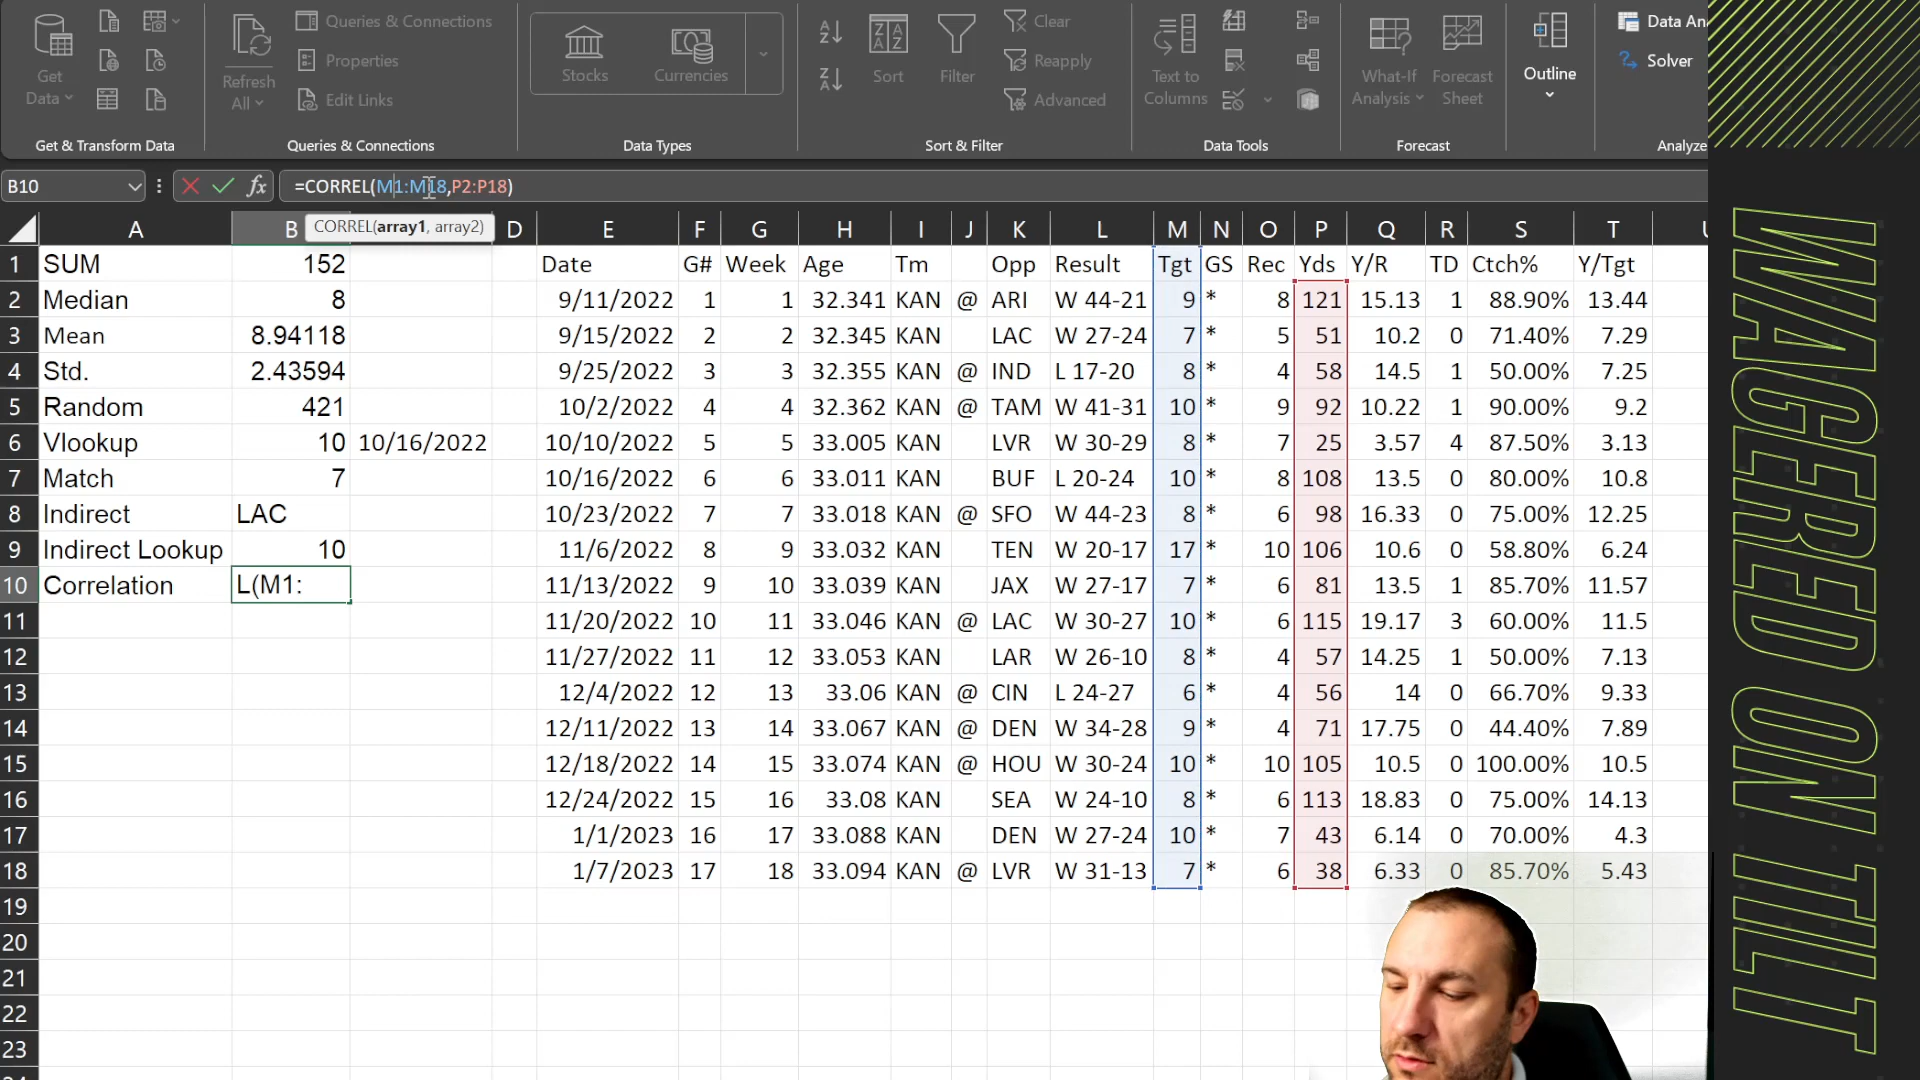 Get Data
Refresh All
Queries & Connections
Properties
Edit Links
Stocks
Currencies
Sort
Filter
Clear
Reapply
Advanced
Text to Columns
What-If Analysis
Forecast Sheet
Outline
Data An
Solver
Get & Transform Data
Queries & Connections
Data Types
Sort & Filter
Data Tools
Forecast
Analyze
B10
fx
=CORREL(M1:M18,P2:P18)
CORREL(array1, array2)
A B D E F G H I J K L M N O P Q R S T
1 SUM 152 Date G# Week Age Tm Opp Result Tgt GS Rec Yds Y/R TD Ctch% Y/Tgt
2 Median 8 9/11/2022 1 1 32.341 KAN @ ARI W 44-21 9 * 8 121 15.13 1 88.90% 13.44
3 Mean 8.94118 9/15/2022 2 2 32.345 KAN LAC W 27-24 7 * 5 51 10.2 0 71.40% 7.29
4 Std. 2.43594 9/25/2022 3 3 32.355 KAN @ IND L 17-20 8 * 4 58 14.5 1 50.00% 7.25
5 Random 421 10/2/2022 4 4 32.362 KAN @ TAM W 41-31 10 * 9 92 10.22 1 90.00% 9.2
6 Vlookup 10 10/16/2022 10/10/2022 5 5 33.005 KAN LVR W 30-29 8 * 7 25 3.57 4 87.50% 3.13
7 Match 7 10/16/2022 6 6 33.011 KAN BUF L 20-24 10 * 8 108 13.5 0 80.00% 10.8
8 Indirect LAC 10/23/2022 7 7 33.018 KAN @ SFO W 44-23 8 * 6 98 16.33 0 75.00% 12.25
9 Indirect Lookup 10 11/6/2022 8 9 33.032 KAN TEN W 20-17 17 * 10 106 10.6 0 58.80% 6.24
10 Correlation L(M1: 11/13/2022 9 10 33.039 KAN JAX W 27-17 7 * 6 81 13.5 1 85.70% 11.57
11 11/20/2022 10 11 33.046 KAN @ LAC W 30-27 10 * 6 115 19.17 3 60.00% 11.5
12 11/27/2022 11 12 33.053 KAN LAR W 26-10 8 * 4 57 14.25 1 50.00% 7.13
13 12/4/2022 12 13 33.06 KAN @ CIN L 24-27 6 * 4 56 14 0 66.70% 9.33
14 12/11/2022 13 14 33.067 KAN @ DEN W 34-28 9 * 4 71 17.75 0 44.40% 7.89
15 12/18/2022 14 15 33.074 KAN @ HOU W 30-24 10 * 10 105 10.5 0 100.00% 10.5
16 12/24/2022 15 16 33.08 KAN SEA W 24-10 8 * 6 113 18.83 0 75.00% 14.13
17 1/1/2023 16 17 33.088 KAN DEN W 27-24 10 * 7 43 6.14 0 70.00% 4.3
18 1/7/2023 17 18 33.094 KAN @ LVR W 31-13 7 * 6 38 6.33 0 85.70% 5.43
19
20
21
22
23
WAGERED ON TILT